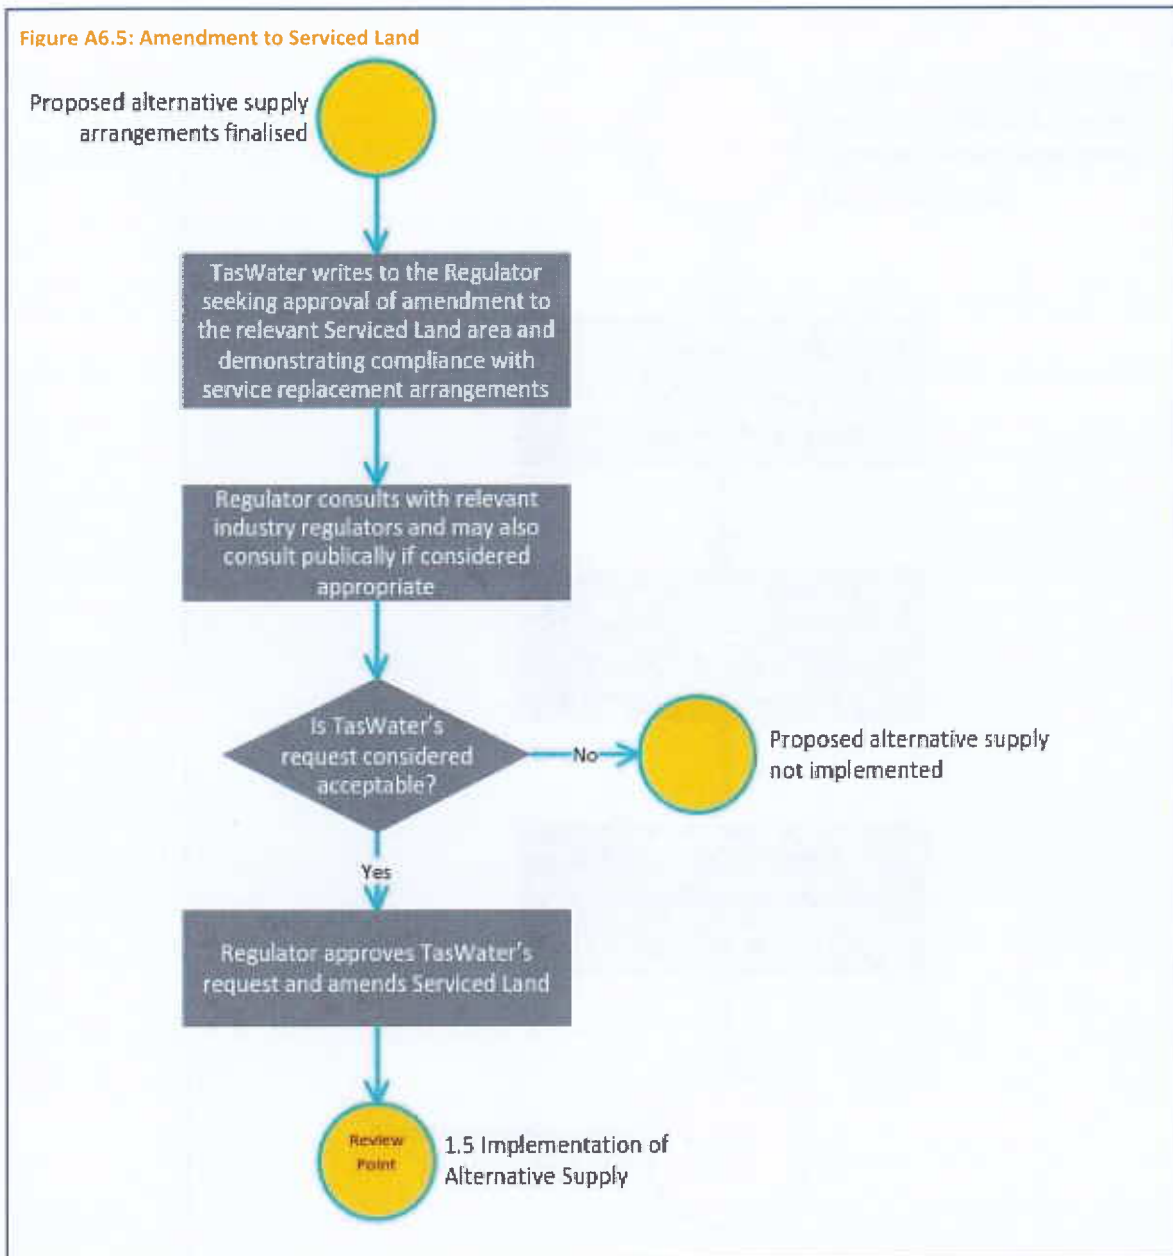 Figure A6.5: Amendment to Serviced Land
Proposed alternative supply
arrangements finalised
TasWater writes to the Regulator
seeking approval of amendment to
the relevant Serviced Land area and
demonstrating compliance with
service replacement arrangements
Regulator consults with relevant
industry regulators and may also
consult publically if considered
appropriate
Is TasWater's
request considered
acceptable?
No
Proposed alternative supply
not implemented
Yes
Regulator approves TasWater's
request and amends Serviced Land
Review
Point
1.5 Implementation of
Alternative Supply